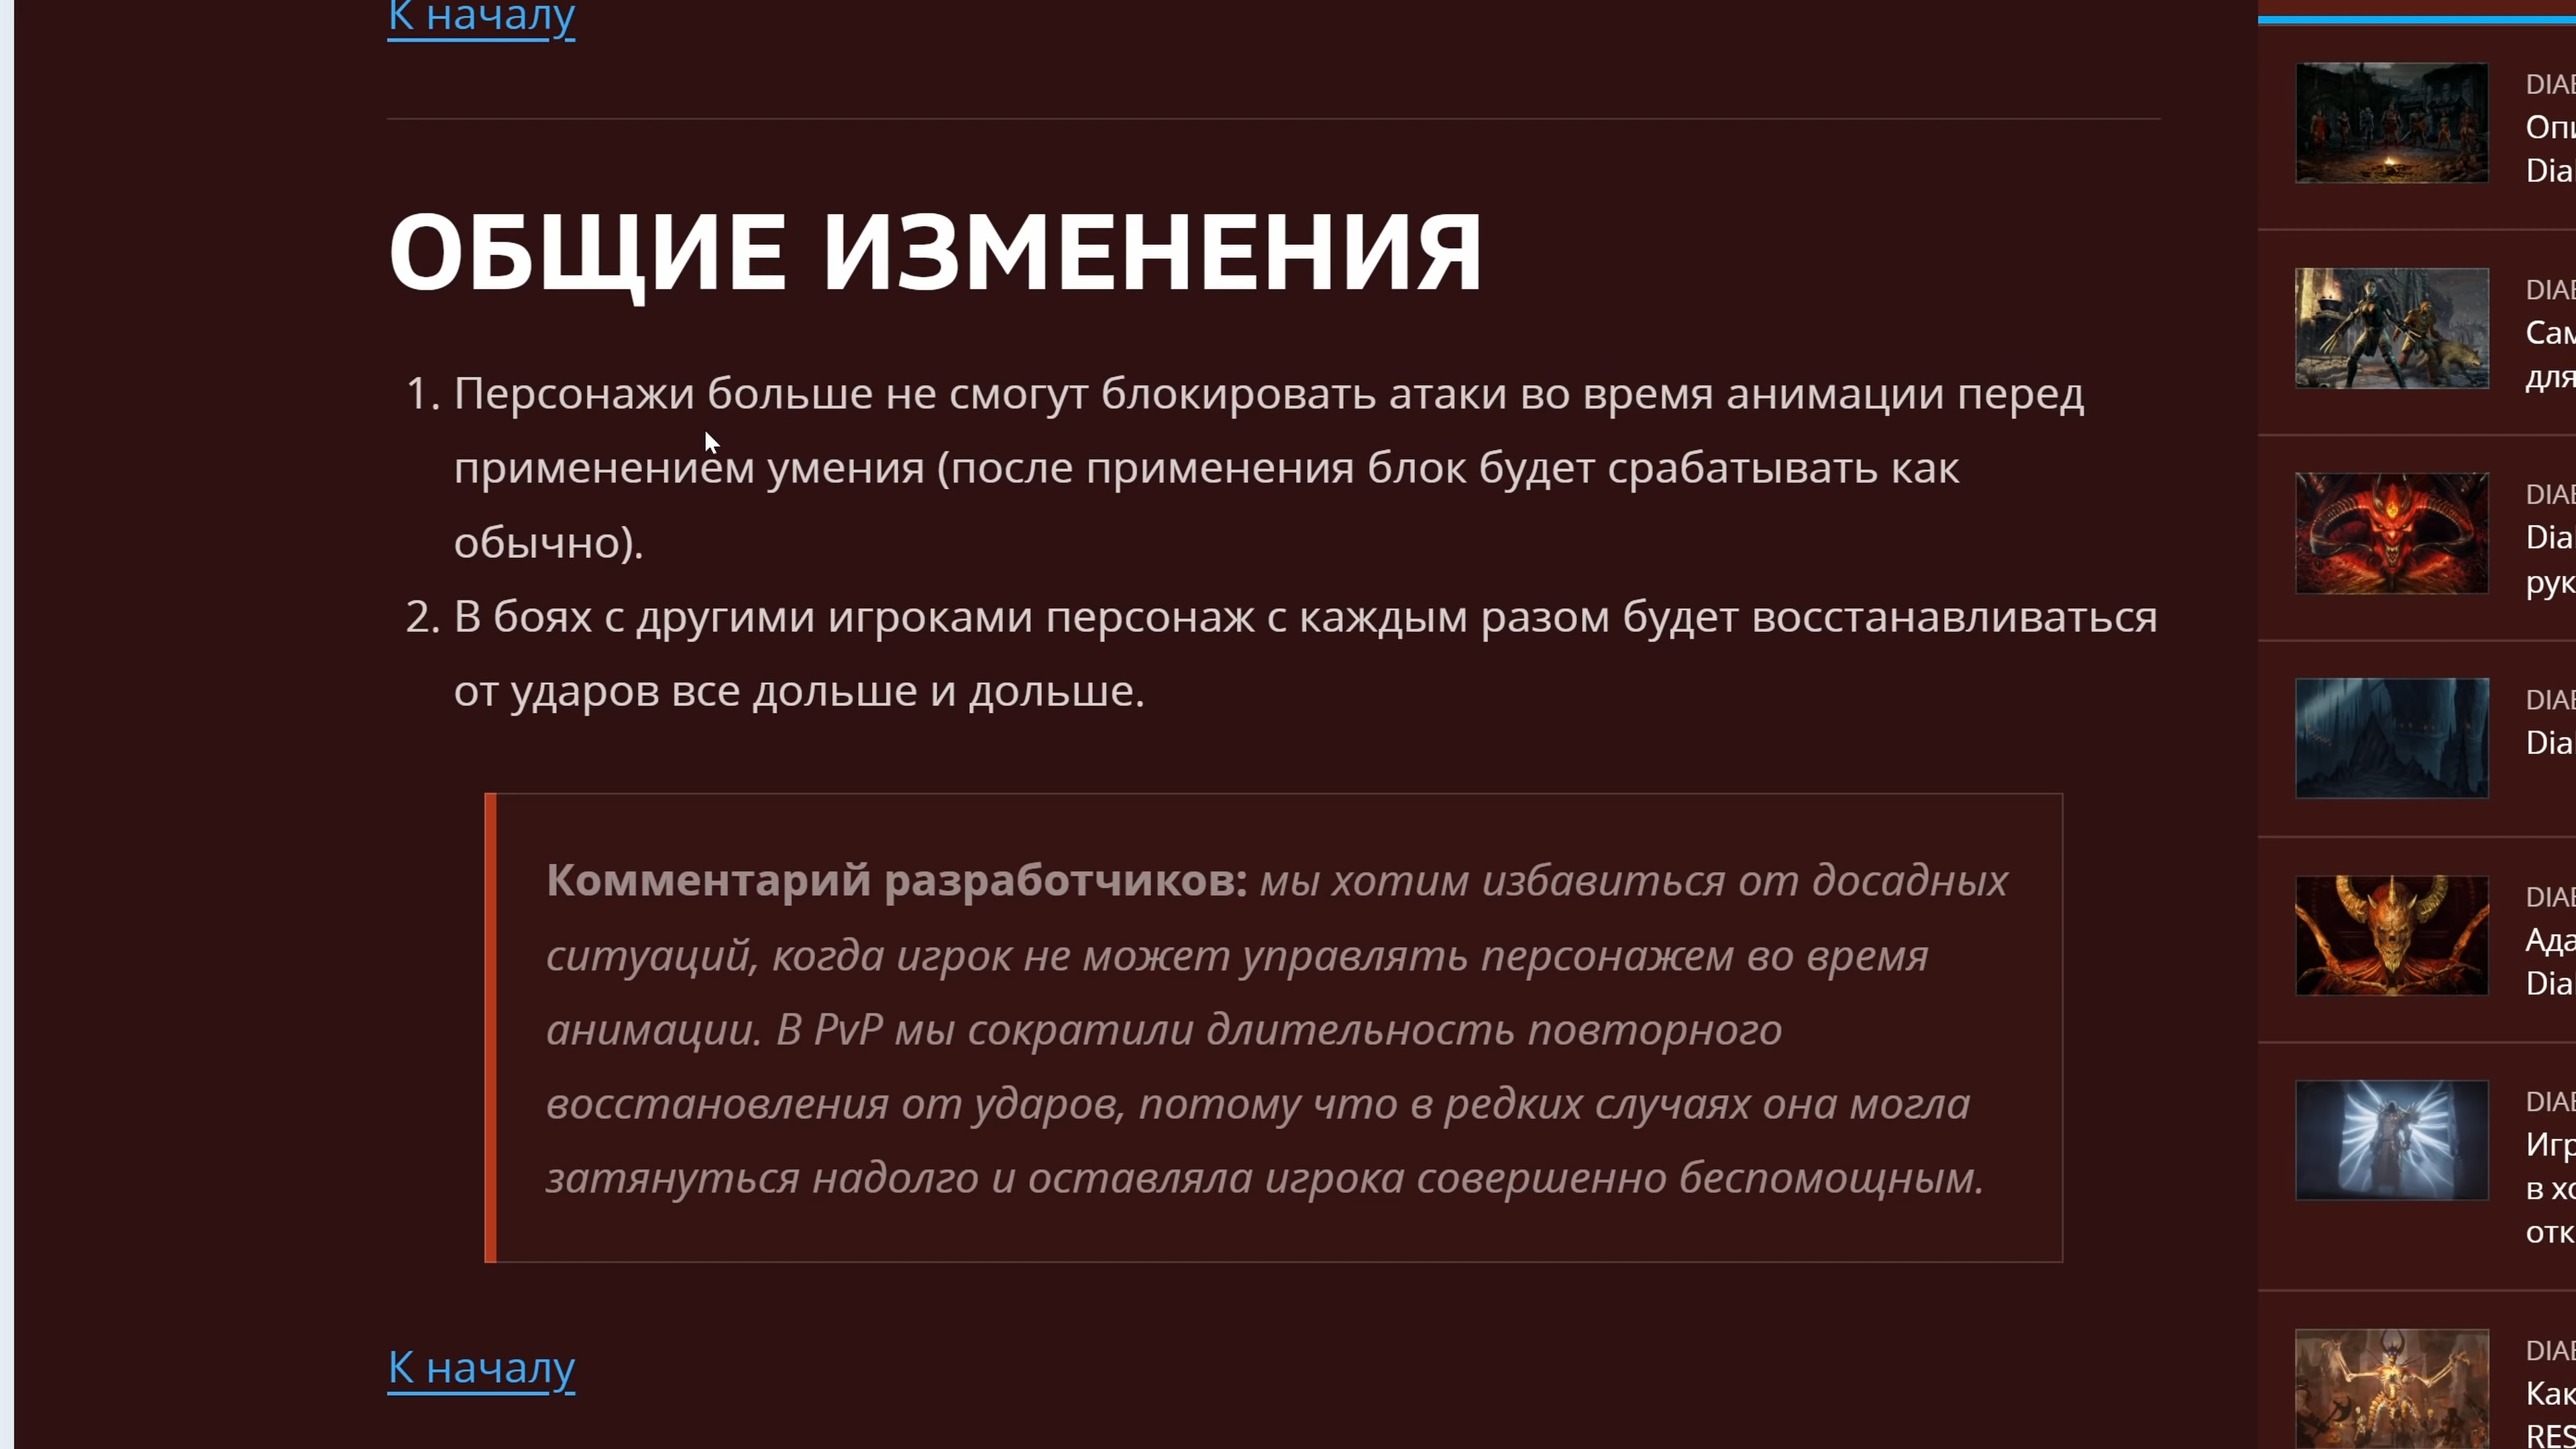 К началу
ОБЩИЕ ИЗМЕНЕНИЯ
1. Персонажи больше не смогут блокировать атаки во время анимации перед
применением умения (после применения блок будет срабатывать как
обычно).
2. В боях с другими игроками персонаж с каждым разом будет восстанавливаться
от ударов все дольше и дольше.
Комментарий разработчиков: мы хотим избавиться от досадных
ситуаций, когда игрок не может управлять персонажем во время
анимации. В PvP мы сократили длительность повторного
восстановления от ударов, потому что в редких случаях она могла
затянуться надолго и оставляла игрока совершенно беспомощным.
К началу